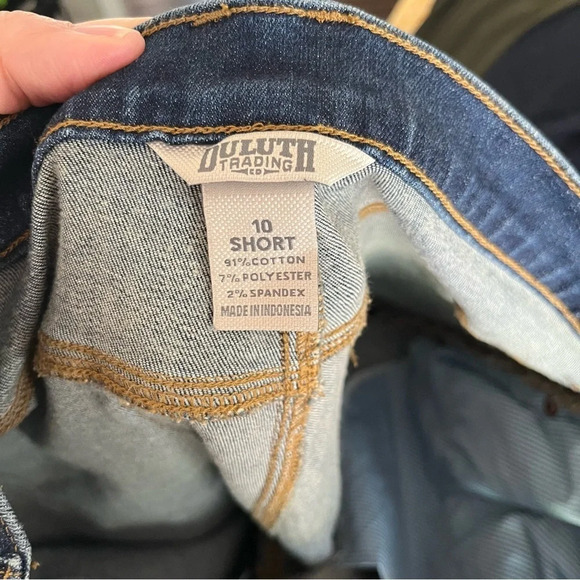 DULUTH
TRADING
CO
10
SHORT
91% COTTON
7% POLYESTER
2% SPANDEX
MADE IN INDONESIA